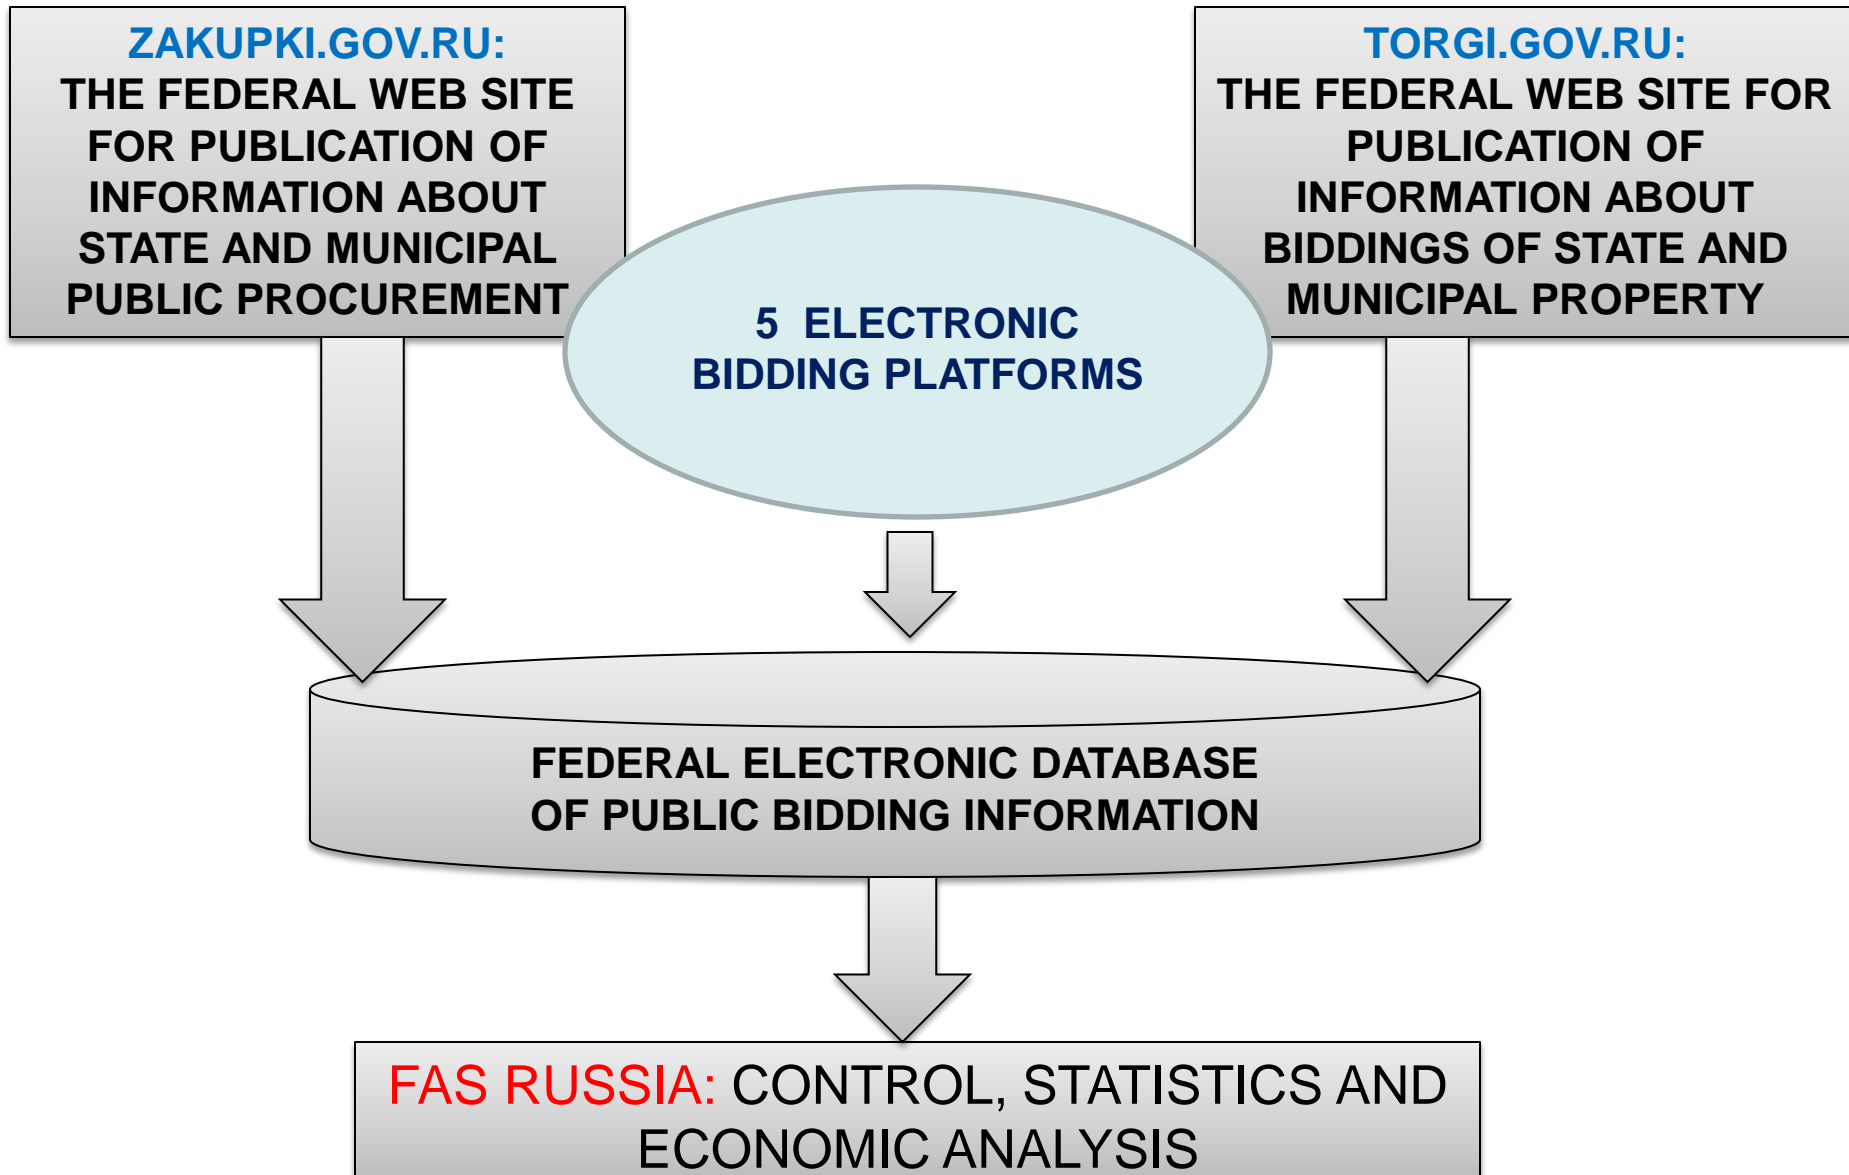 ZAKUPKI.GOV.RU:
THE FEDERAL WEB SITE
FOR PUBLICATION OF
INFORMATION ABOUT
STATE AND MUNICIPAL
PUBLIC PROCUREMENT
TORGI.GOV.RU:
THE FEDERAL WEB SITE FOR
PUBLICATION OF
INFORMATION ABOUT
BIDDINGS OF STATE AND
MUNICIPAL PROPERTY
5  ELECTRONIC
BIDDING PLATFORMS
FEDERAL ELECTRONIC DATABASE
OF PUBLIC BIDDING INFORMATION
FAS RUSSIA: CONTROL, STATISTICS AND
ECONOMIC ANALYSIS